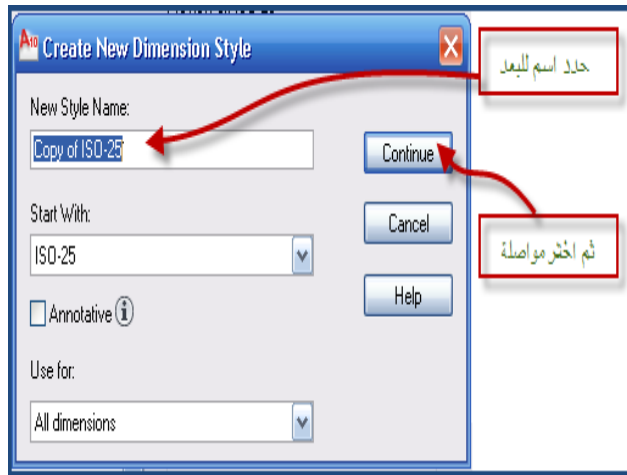 A10 Create New Dimension Style
حدد اسم للبعد
New Style Name:
Copy of ISO-25
Continue
Start With:
Cancel
ISO-25
ثم اختر مواصلة
Help
Annotative i
Use for:
All dimensions